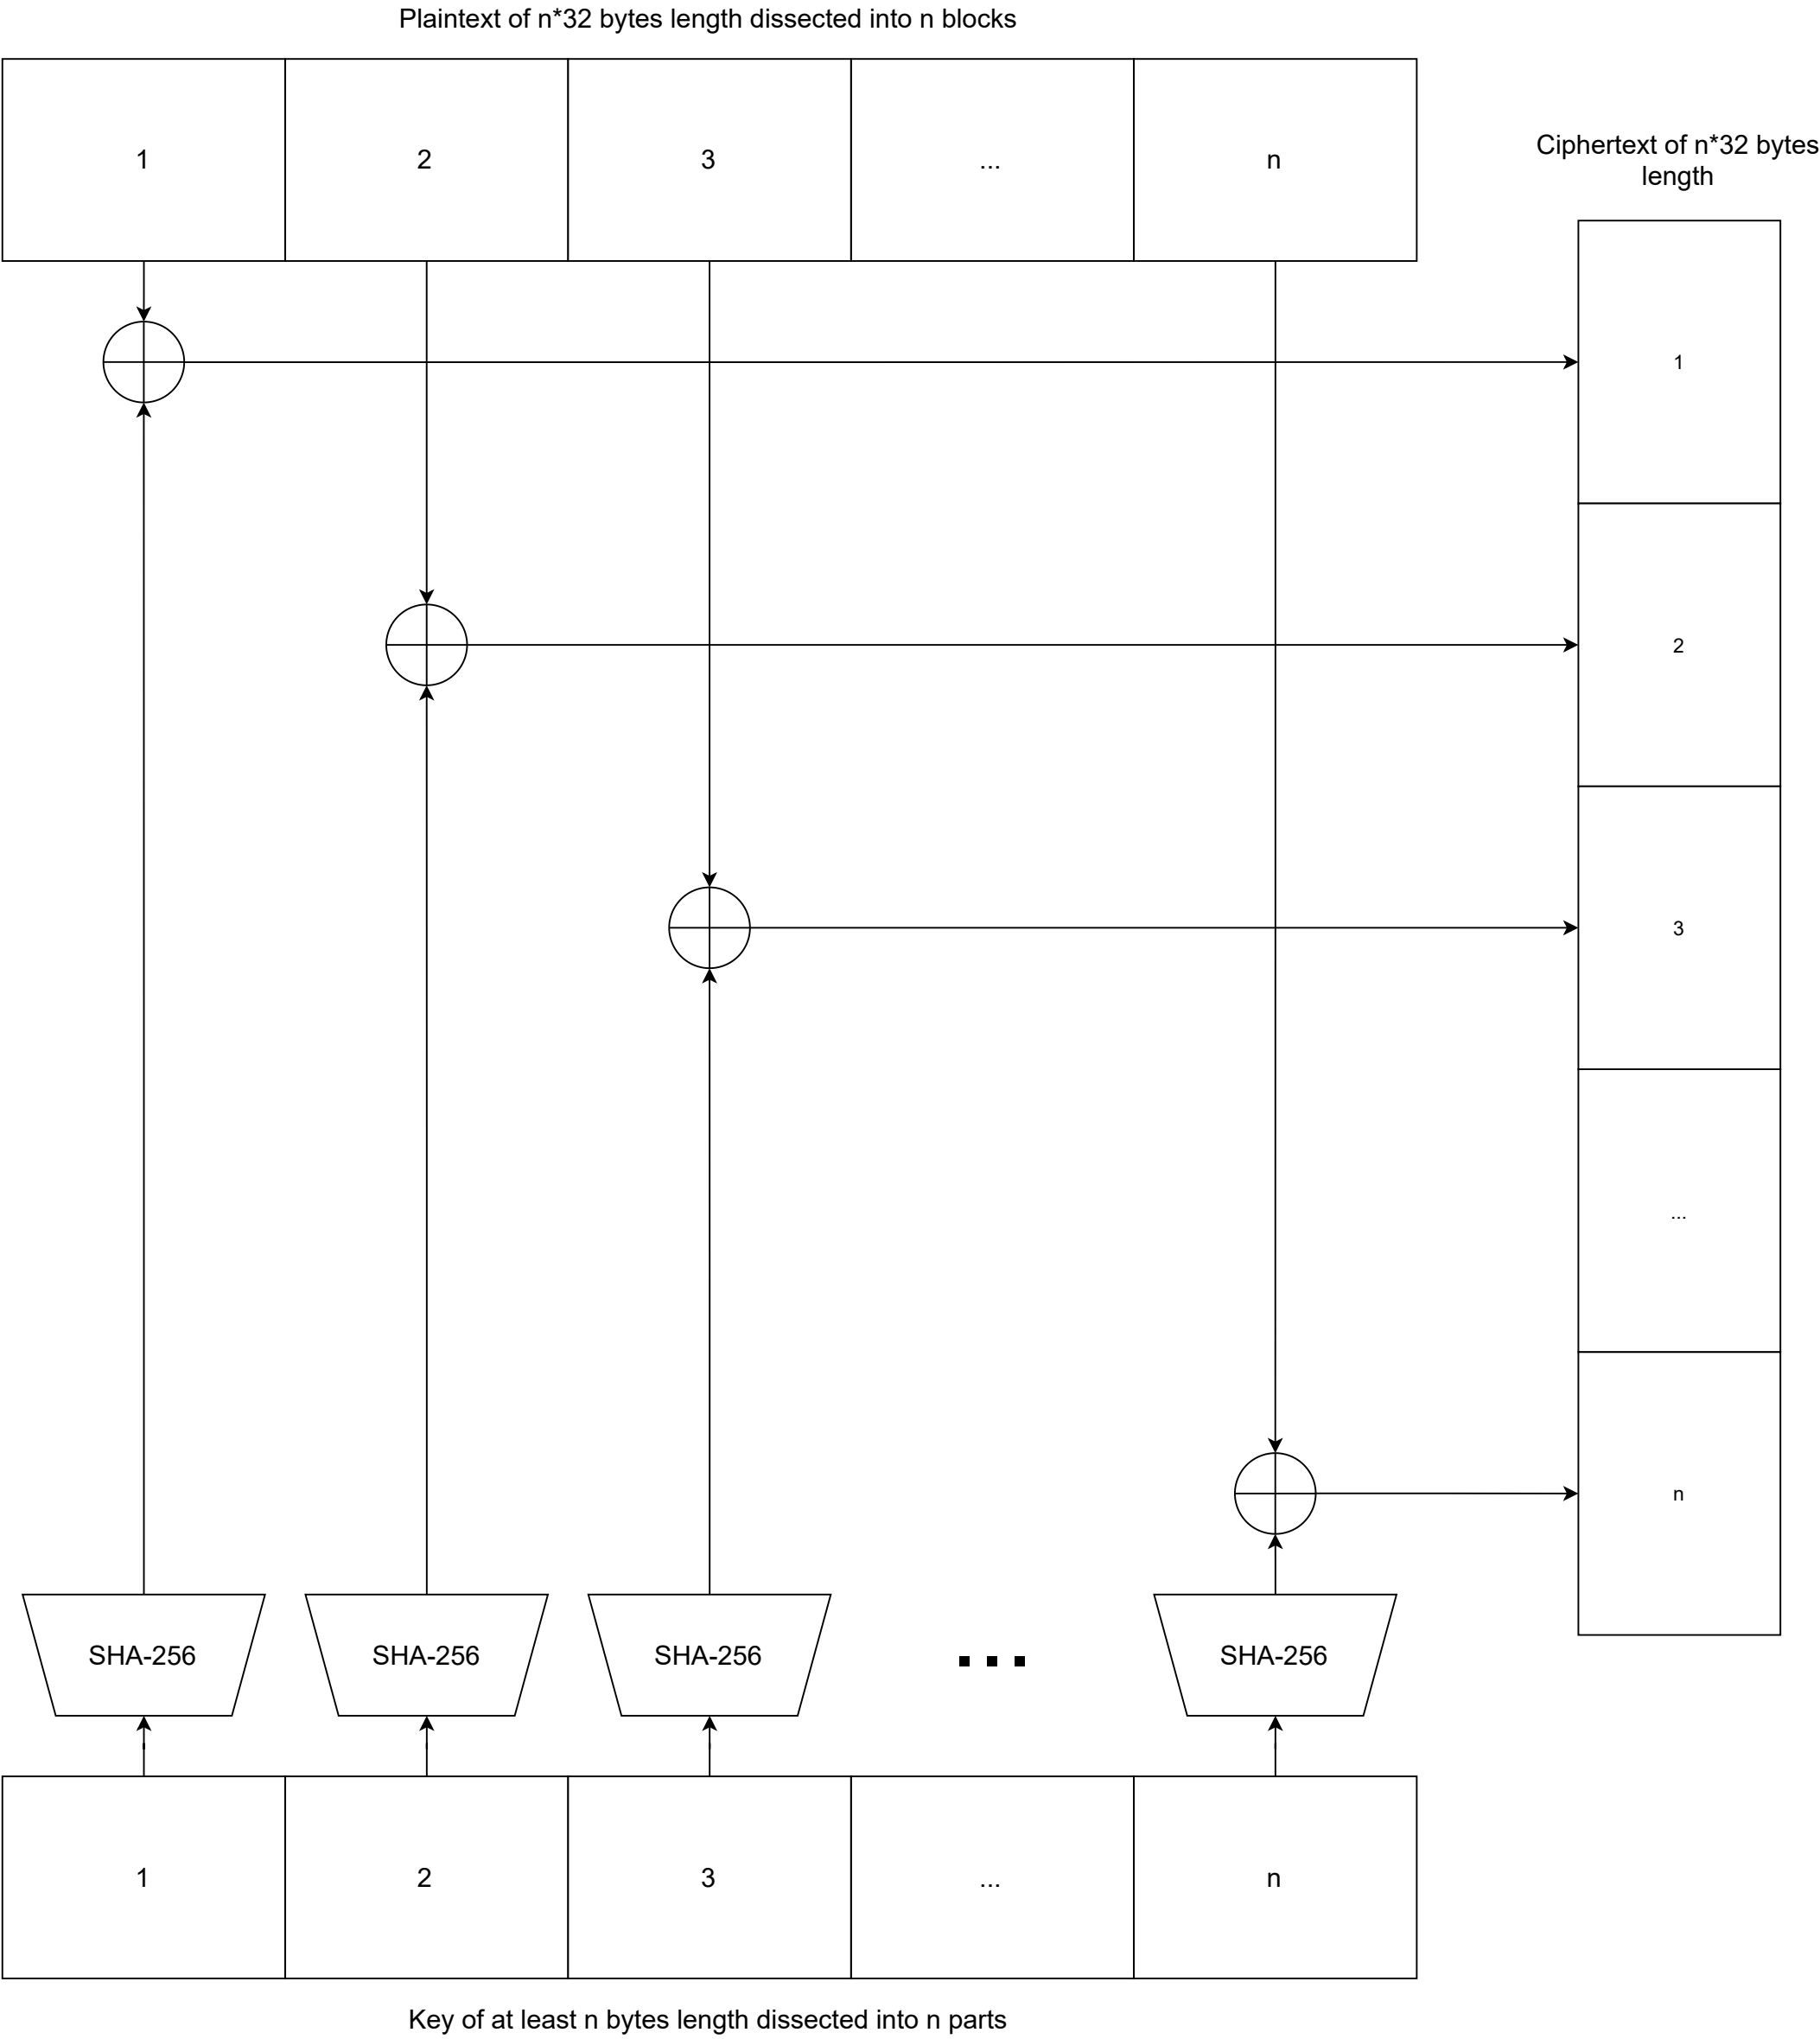 Plaintext of n*32 bytes length dissected into n blocks
1
2
3
...
n
Ciphertext of n*32 bytes
length
1
2
3
...
n
SHA-256
SHA-256
SHA-256
...
SHA-256
1
2
3
...
n
Key of at least n bytes length dissected into n parts